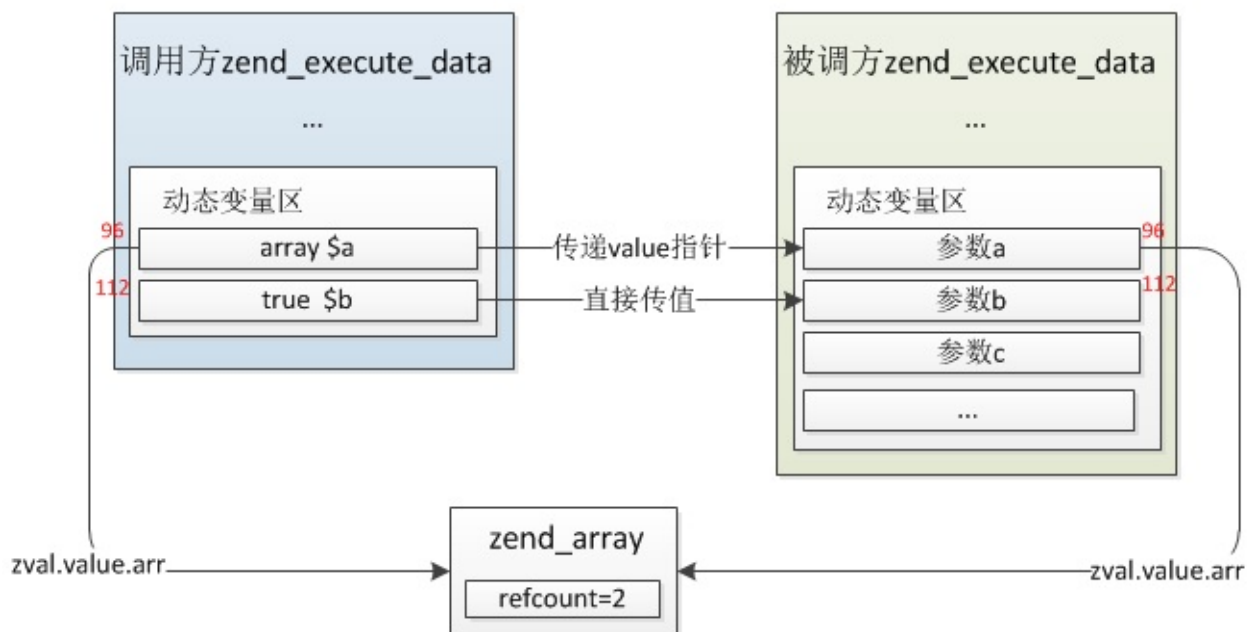 调用方zend_execute_data
...
动态变量区
96
array $a
112
true $b
传递value指针
直接传值
被调方zend_execute_data
...
动态变量区
参数a
96
参数b
112
参数c
...
zval.value.arr
zend_array
refcount=2
zval.value.arr